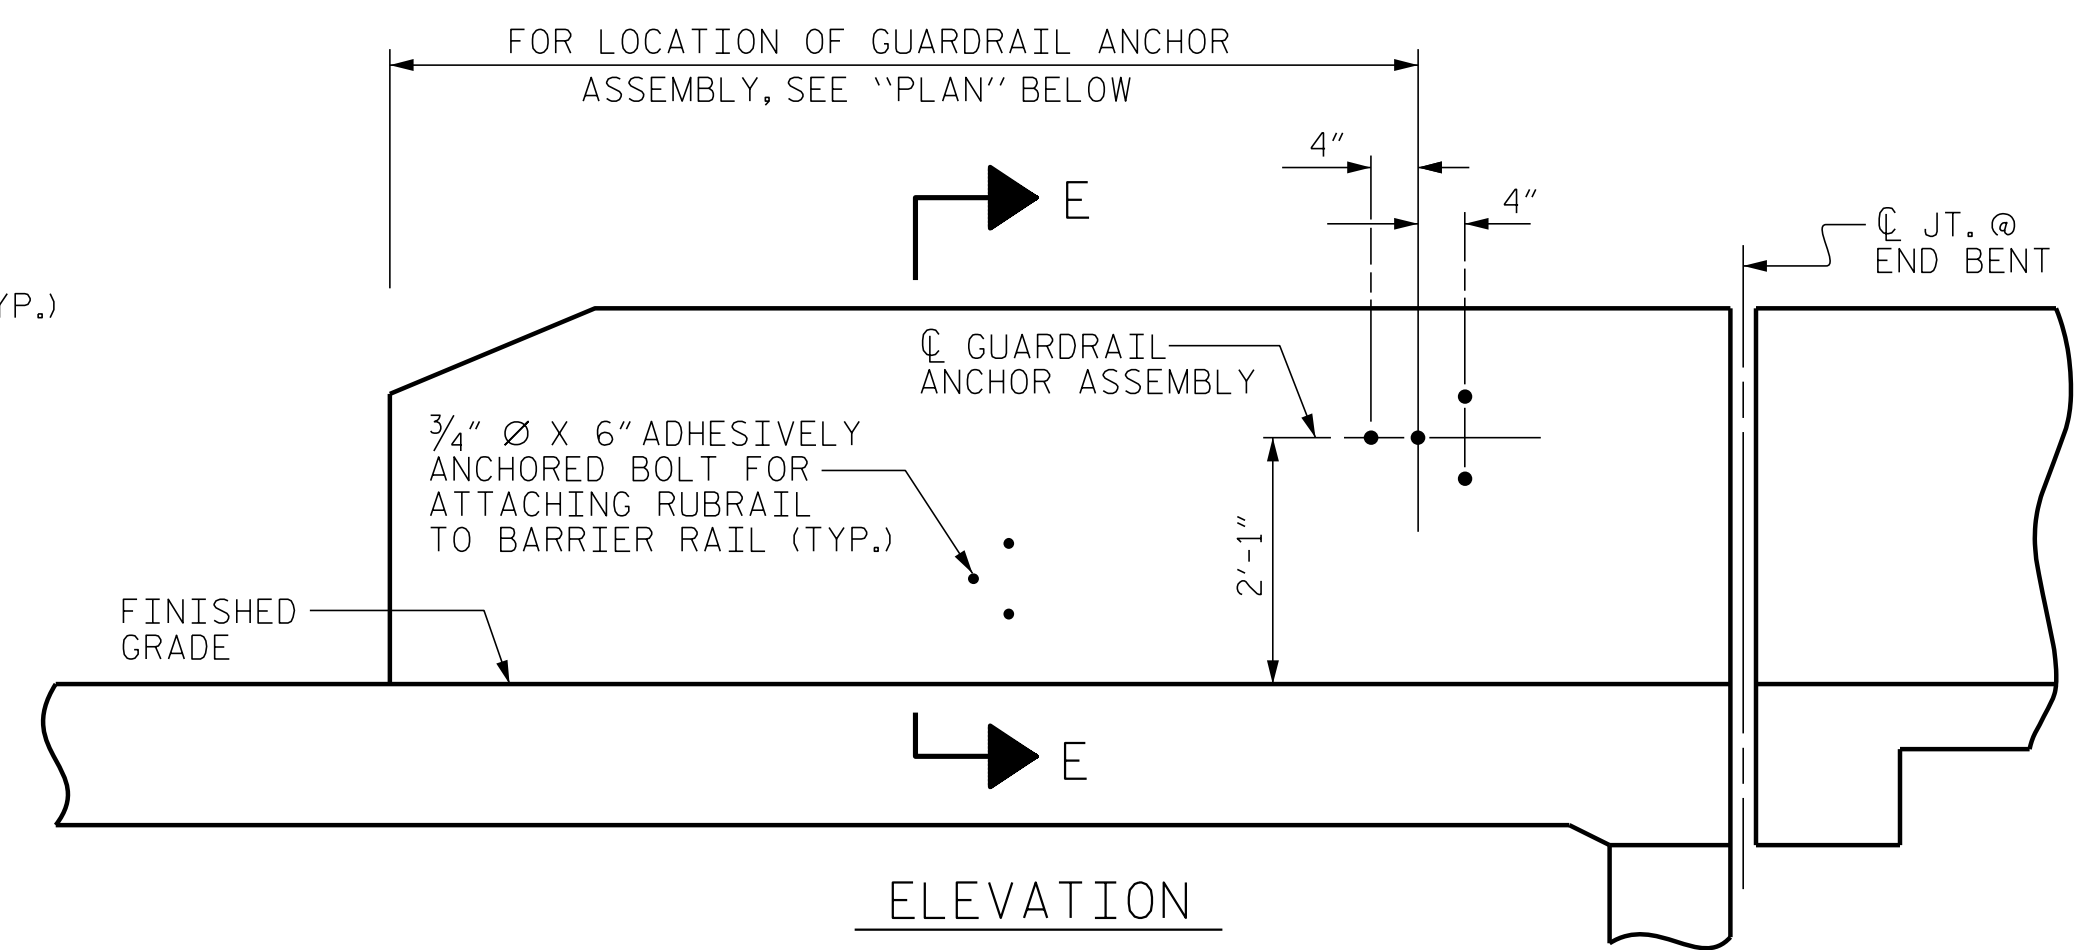 FOR LOCATION OF GUARDRAIL ANCHOR
ASSEMBLY, SEE “PLAN” BELOW
4”
4”
E
℄ JT. @
END BENT
YP.)
℄ GUARDRAIL
ANCHOR ASSEMBLY
3/4” Ø X 6” ADHESIVELY
ANCHORED BOLT FOR
ATTACHING RUBRAIL
TO BARRIER RAIL (TYP.)
2'-1”
FINISHED
GRADE
E
ELEVATION